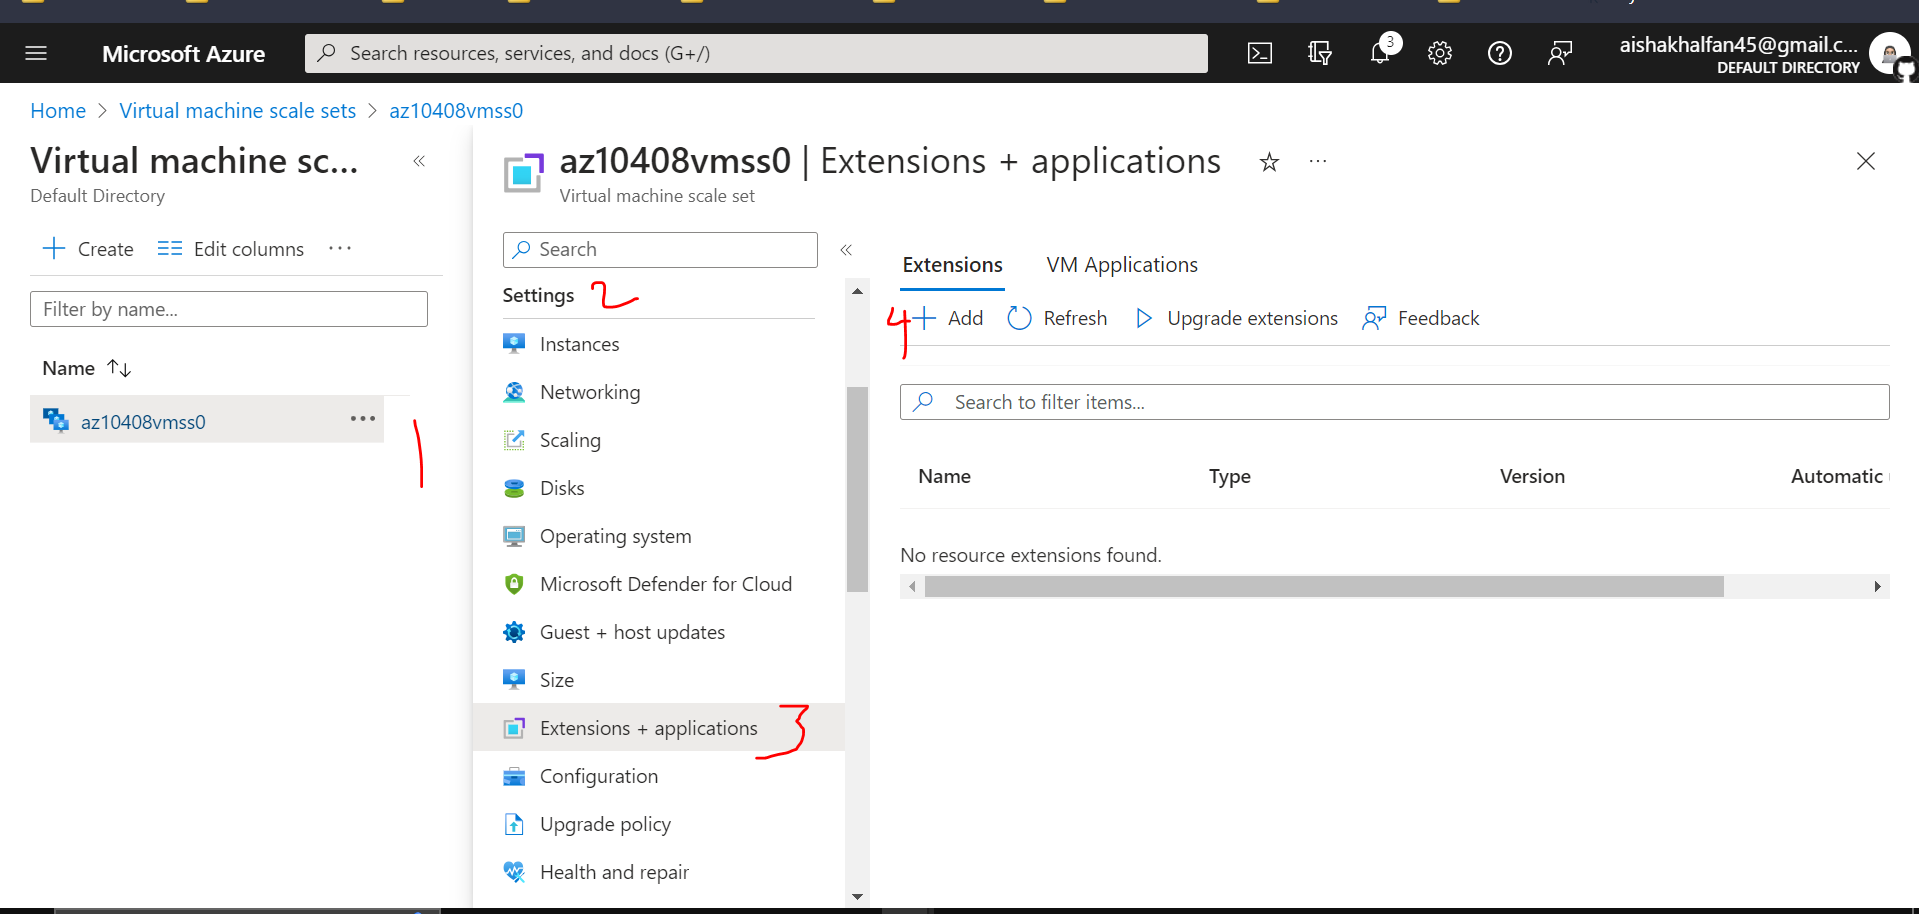 Microsoft Azure
Search resources, services, and docs (G+/)
3
aishakhalfan45@gmail.c...
DEFAULT DIRECTORY
Home > Virtual machine scale sets > az10408vmss0
Virtual machine sc... «
Default Directory
+ Create
Edit columns ...
Filter by name...
Name ↑↓
az10408vmss0 ...
1
az10408vmss0 | Extensions + applications ...
Virtual machine scale set
Search «
Settings 2
Instances
Networking
Scaling
Disks
Operating system
Microsoft Defender for Cloud
Guest + host updates
Size
Extensions + applications 3
Configuration
Upgrade policy
Health and repair
Extensions VM Applications
4 + Add Refresh Upgrade extensions Feedback
Search to filter items...
Name Type Version Automatic
No resource extensions found.